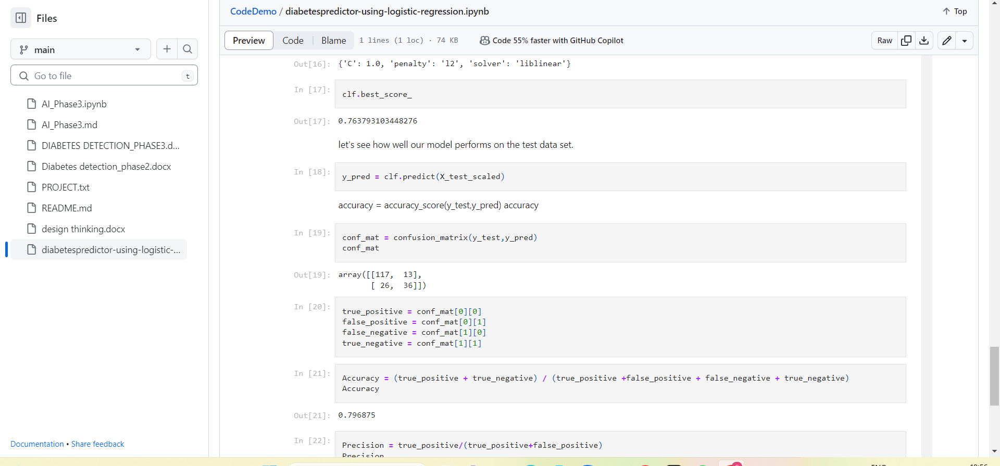 Files
main
Go to file
t
AI_Phase3.ipynb
AI_Phase3.md
DIABETES DETECTION_PHASE3.d...
Diabetes detection_phase2.docx
PROJECT.txt
README.md
design thinking.docx
diabetespredictor-using-logistic-...
Documentation • Share feedback
CodeDemo / diabetespredictor-using-logistic-regression.ipynb
Top
Preview
Code
Blame
1 lines (1 loc) · 74 KB
Code 55% faster with GitHub Copilot
Raw
Out[16]: {'C': 1.0, 'penalty': 'l2', 'solver': 'liblinear'}
In [17]: clf.best_score_
Out[17]: 0.763793103448276
let's see how well our model performs on the test data set.
In [18]: y_pred = clf.predict(X_test_scaled)
accuracy = accuracy_score(y_test,y_pred) accuracy
In [19]: conf_mat = confusion_matrix(y_test,y_pred)
conf_mat
Out[19]: array([[117,  13],
       [ 26,  36]])
In [20]: true_positive = conf_mat[0][0]
false_positive = conf_mat[0][1]
false_negative = conf_mat[1][0]
true_negative = conf_mat[1][1]
In [21]: Accuracy = (true_positive + true_negative) / (true_positive +false_positive + false_negative + true_negative)
Accuracy
Out[21]: 0.796875
In [22]: Precision = true_positive/(true_positive+false_positive)
Precision